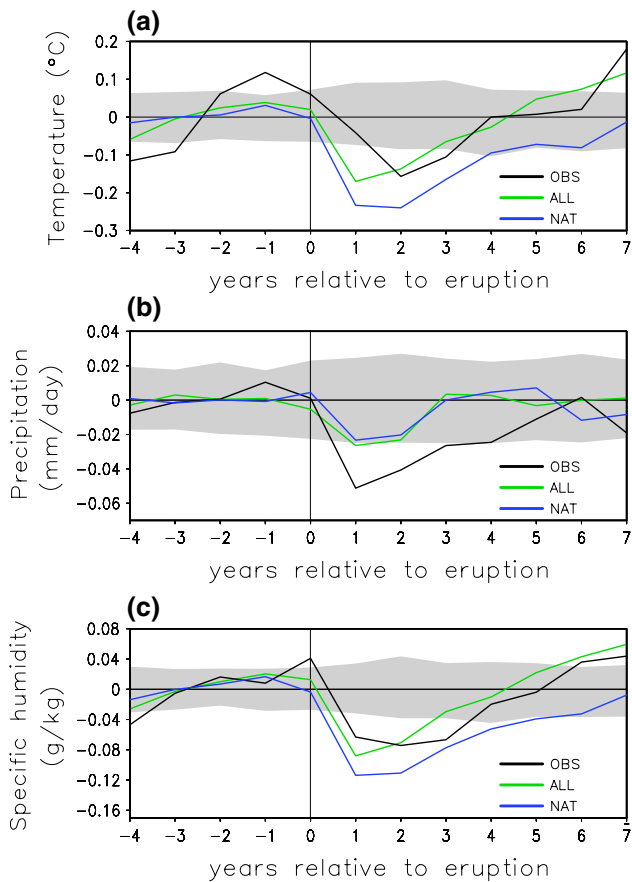 (a)
Temperature (°C)
0.2
0.1
0
-0.1
-0.2
-0.3
OBS
ALL
NAT
-4 -3 -2 -1 0 1 2 3 4 5 6 7
years relative to eruption
(b)
Precipitation
(mm/day)
0.04
0.02
0
-0.02
-0.04
-0.06
OBS
ALL
NAT
-4 -3 -2 -1 0 1 2 3 4 5 6 7
years relative to eruption
(c)
Specific humidity
(g/kg)
0.08
0.04
0
-0.04
-0.08
-0.12
-0.16
OBS
ALL
NAT
-4 -3 -2 -1 0 1 2 3 4 5 6 7
years relative to eruption